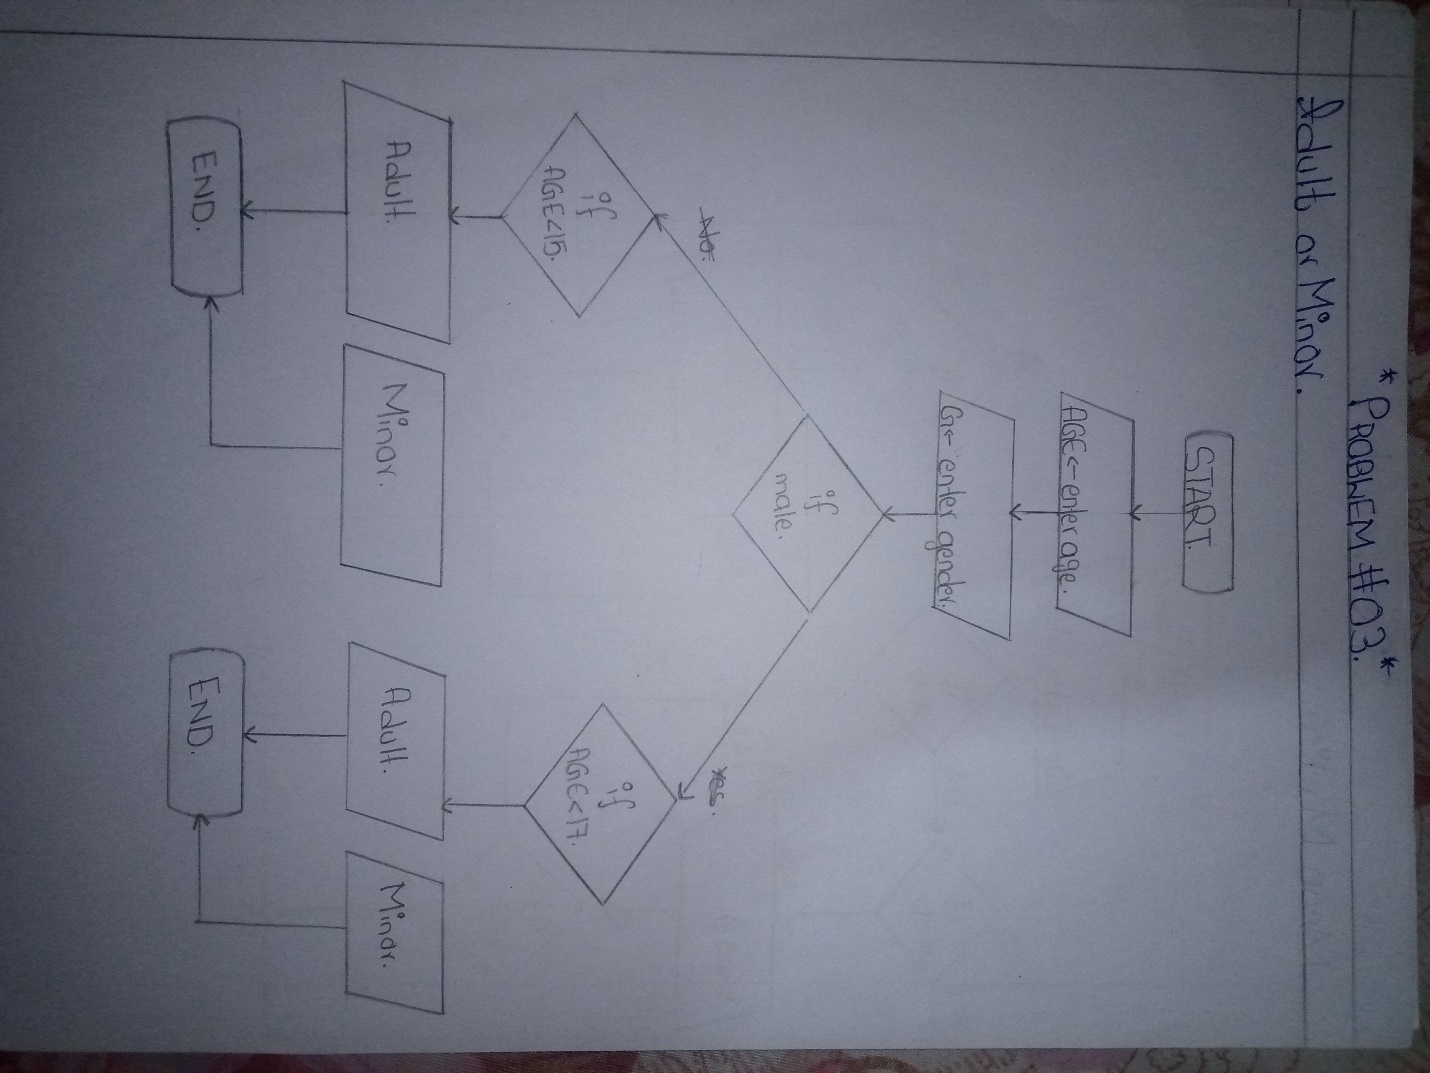 *PROBLEM #03.*
Adult or Minor.
START.
AGE<-enter age.
G<- enter gender.
if
male.
No.
Yes.
if
AGE<15.
if
AGE<17.
Adult.
Minor.
Adult.
Minor.
END.
END.